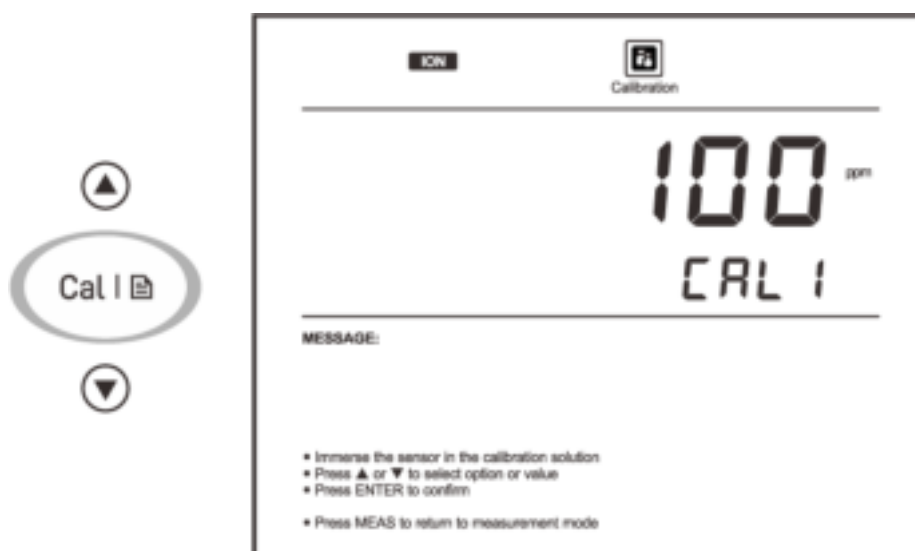 ION
Calibration
100 ppm
CAL 1
Cal
MESSAGE:
• Immerse the sensor in the calibration solution
• Press ▲ or ▼ to select option or value
• Press ENTER to confirm
• Press MEAS to return to measurement mode